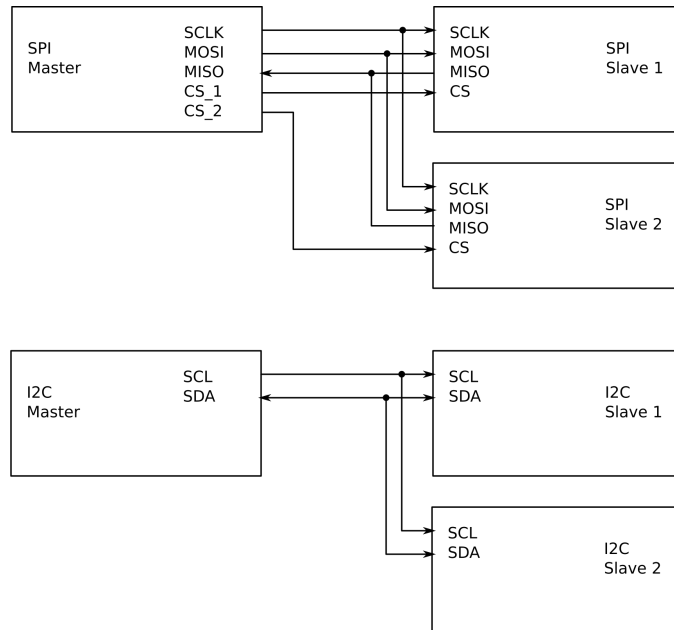 SPI
Master
SCLK
MOSI
MISO
CS_1
CS_2
SCLK
MOSI
MISO
CS
SPI
Slave 1
SCLK
MOSI
MISO
CS
SPI
Slave 2
I2C
Master
SCL
SDA
SCL
SDA
I2C
Slave 1
SCL
SDA
I2C
Slave 2